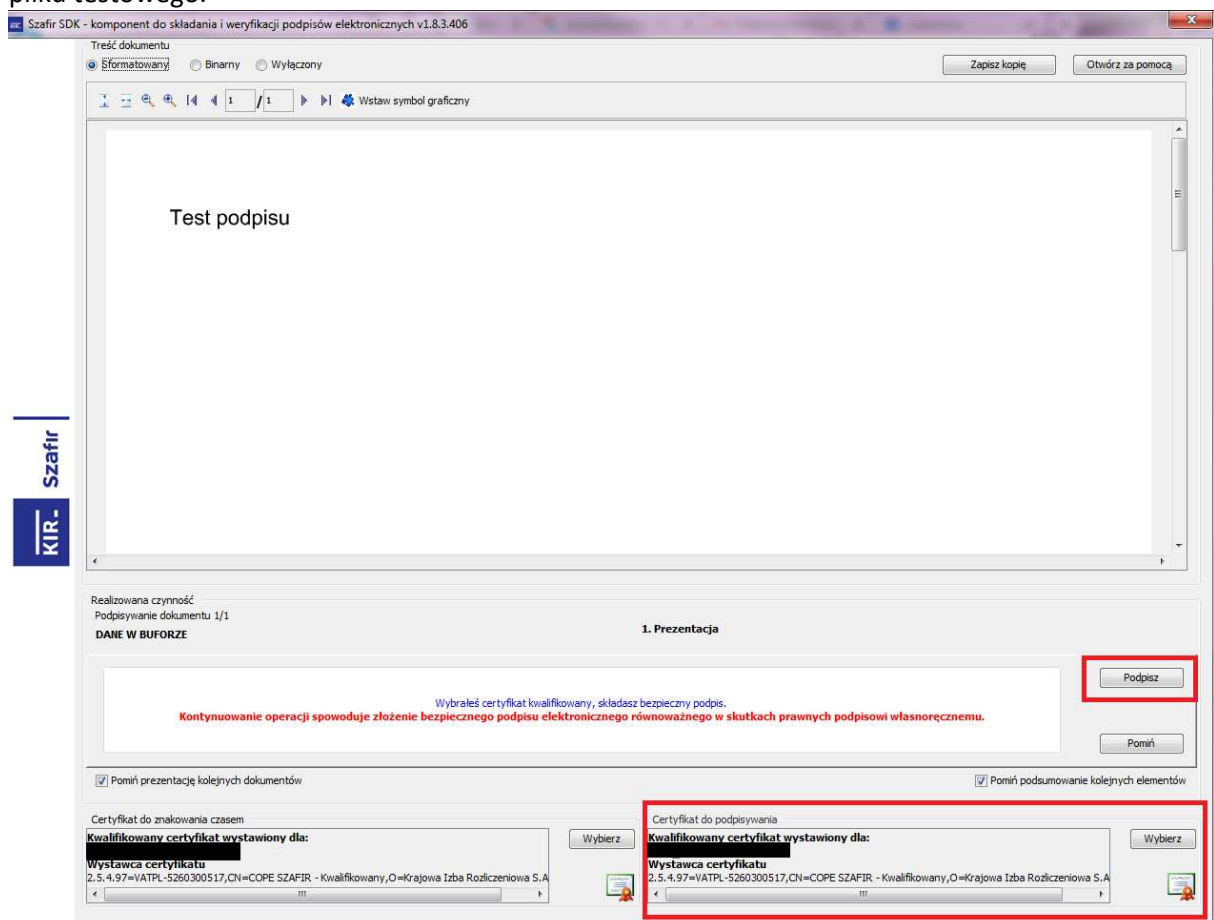 pliku testowego.
Szafir SDK - komponent do składania i weryfikacji podpisów elektronicznych v1.8.3.406
Treść dokumentu
Sformatowany Binarny Wyłączony Zapisz kopię Otwórz za pomocą
1 / 1 Wstaw symbol graficzny
Test podpisu
KIR. Szafir
Realizowana czynność
Podpisywanie dokumentu 1/1
DANE W BUFORZE
1. Prezentacja
Podpisz
Wybrałeś certyfikat kwalifikowany, składasz bezpieczny podpis.
Kontynuowanie operacji spowoduje złożenie bezpiecznego podpisu elektronicznego równoważnego w skutkach prawnych podpisowi własnoręcznemu.
Pomiń
Pomiń prezentację kolejnych dokumentów Pomiń podsumowanie kolejnych elementów
Certyfikat do znakowania czasem
Kwalifikowany certyfikat wystawiony dla:
Wybierz
Wystawca certyfikatu
2.5.4.97=VATPL-5260300517,CN=COPE SZAFIR - Kwalifikowany,O=Krajowa Izba Rozliczeniowa S.A
Certyfikat do podpisywania
Kwalifikowany certyfikat wystawiony dla:
Wybierz
Wystawca certyfikatu
2.5.4.97=VATPL-5260300517,CN=COPE SZAFIR - Kwalifikowany,O=Krajowa Izba Rozliczeniowa S.A